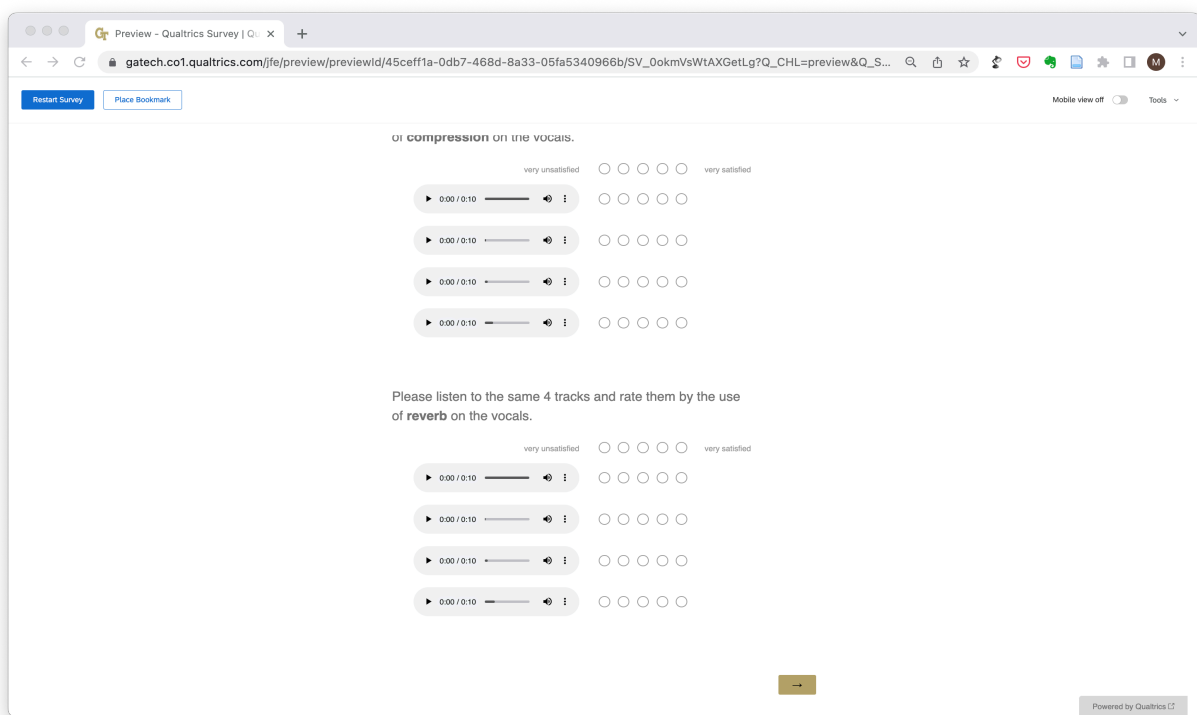 Preview - Qualtrics Survey | Qu
gatech.co1.qualtrics.com/jfe/preview/previewId/45ceff1a-0db7-468d-8a33-05fa5340966b/SV_0okmVsWtAXGetLg?Q_CHL=preview&Q_S...
M
Restart Survey
Place Bookmark
Mobile view off
Tools
of compression on the vocals.
very unsatisfied
very satisfied
0:00 / 0:10
0:00 / 0:10
0:00 / 0:10
0:00 / 0:10
Please listen to the same 4 tracks and rate them by the use
of reverb on the vocals.
very unsatisfied
very satisfied
0:00 / 0:10
0:00 / 0:10
0:00 / 0:10
0:00 / 0:10
Powered by Qualtrics